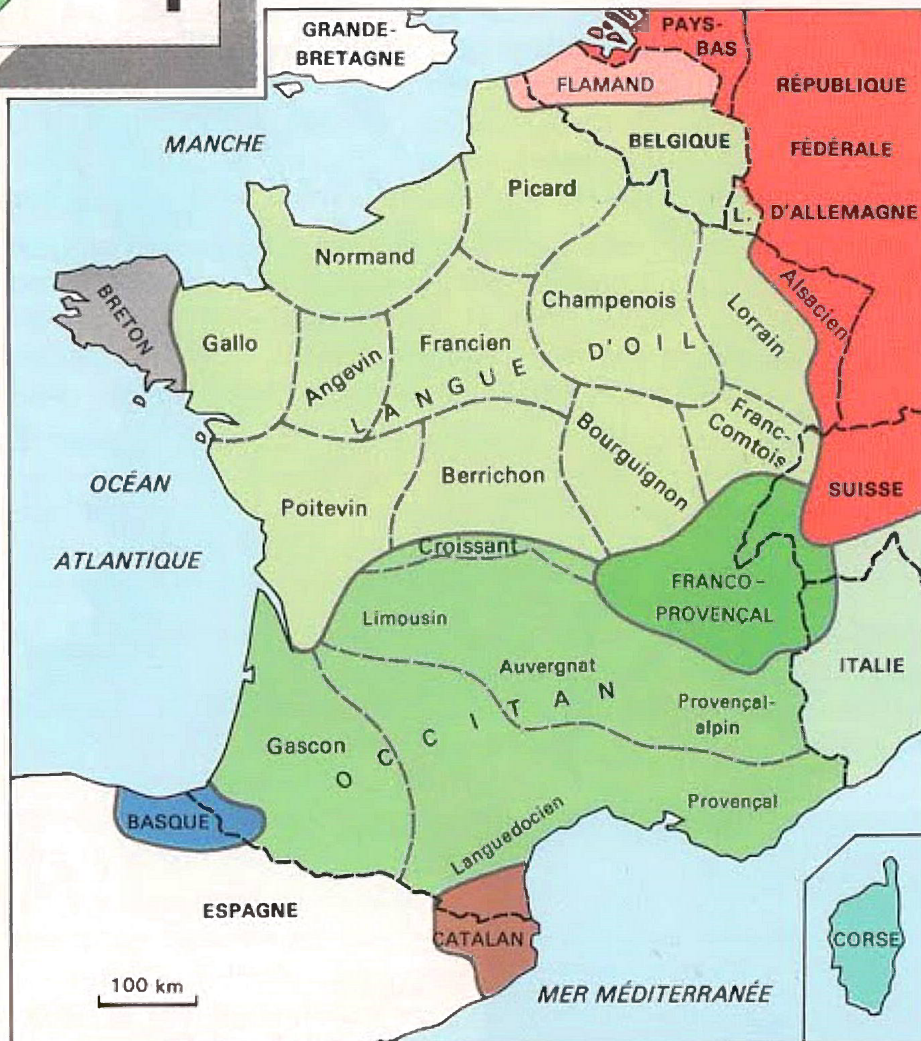 GRANDE-
BRETAGNE
PAYS-
BAS
FLAMAND
RÉPUBLIQUE
FÉDÉRALE
D'ALLEMAGNE
MANCHE
BELGIQUE
L.
Picard
Normand
BRETON
Gallo
Angevin
Francien
Champenois
Lorrain
Alsacien
LANGUE D'OIL
OCÉAN
ATLANTIQUE
Poitevin
Berrichon
Bourguignon
Franc-
Comtois
SUISSE
Croissant
FRANCO-
PROVENÇAL
Limousin
Auvergnat
ITALIE
Provençal-
alpin
OCCITAN
Gascon
Provençal
Languedocien
BASQUE
ESPAGNE
CATALAN
CORSE
100 km
MER MÉDITERRANÉE